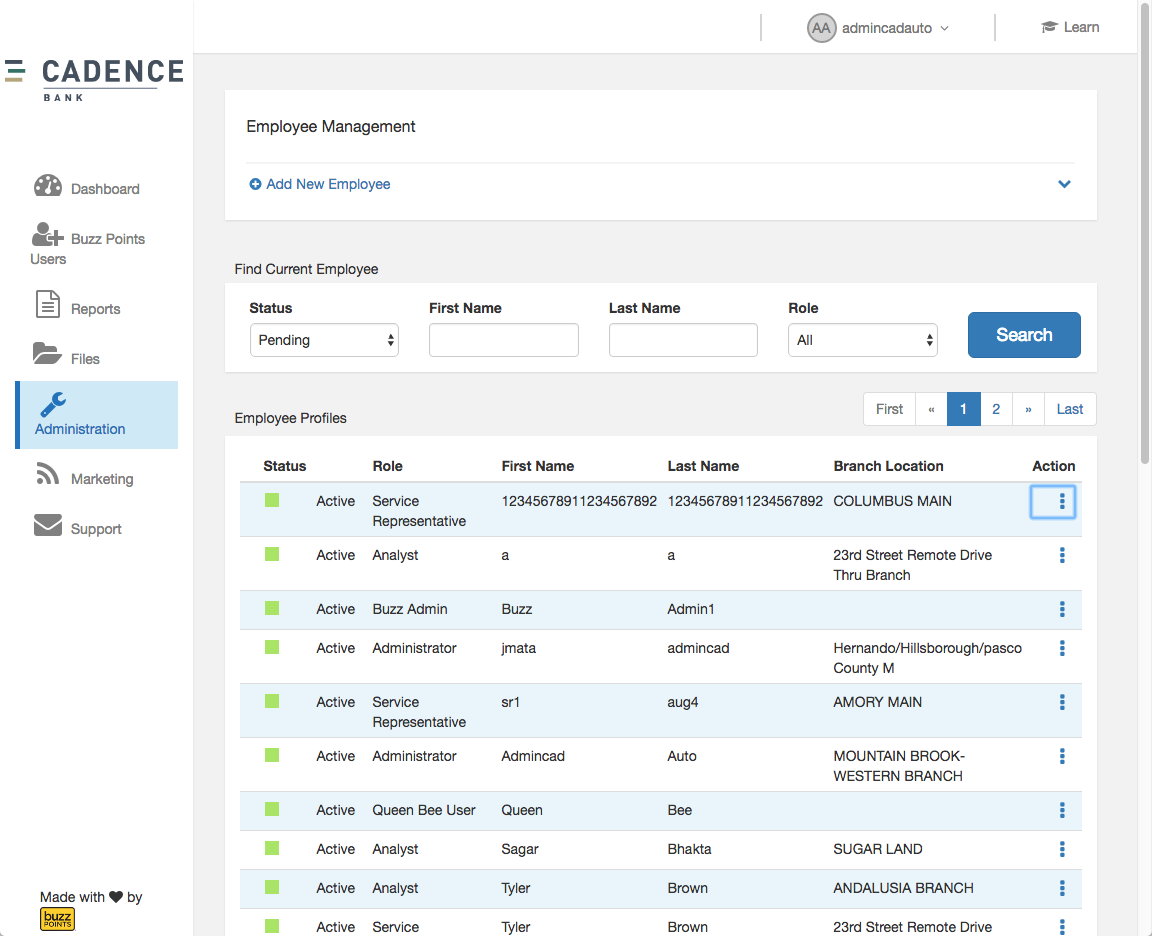 AA admincadauto
Learn
CADENCE
BANK
Dashboard
Buzz Points
Users
Reports
Files
Administration
Marketing
Support
Made with ♥ by
buzz
POINTS
Employee Management
Add New Employee
Find Current Employee
Status First Name Last Name Role
Pending All Search
Employee Profiles
First « 1 2 » Last
Status Role First Name Last Name Branch Location Action
Active Service 12345678911234567892 12345678911234567892 COLUMBUS MAIN
Representative
Active Analyst a a 23rd Street Remote Drive
Thru Branch
Active Buzz Admin Buzz Admin1
Active Administrator jmata admincad Hernando/Hillsborough/pasco
County M
Active Service sr1 aug4 AMORY MAIN
Representative
Active Administrator Admincad Auto MOUNTAIN BROOK-
WESTERN BRANCH
Active Queen Bee User Queen Bee
Active Analyst Sagar Bhakta SUGAR LAND
Active Analyst Tyler Brown ANDALUSIA BRANCH
Active Service Tyler Brown 23rd Street Remote Drive